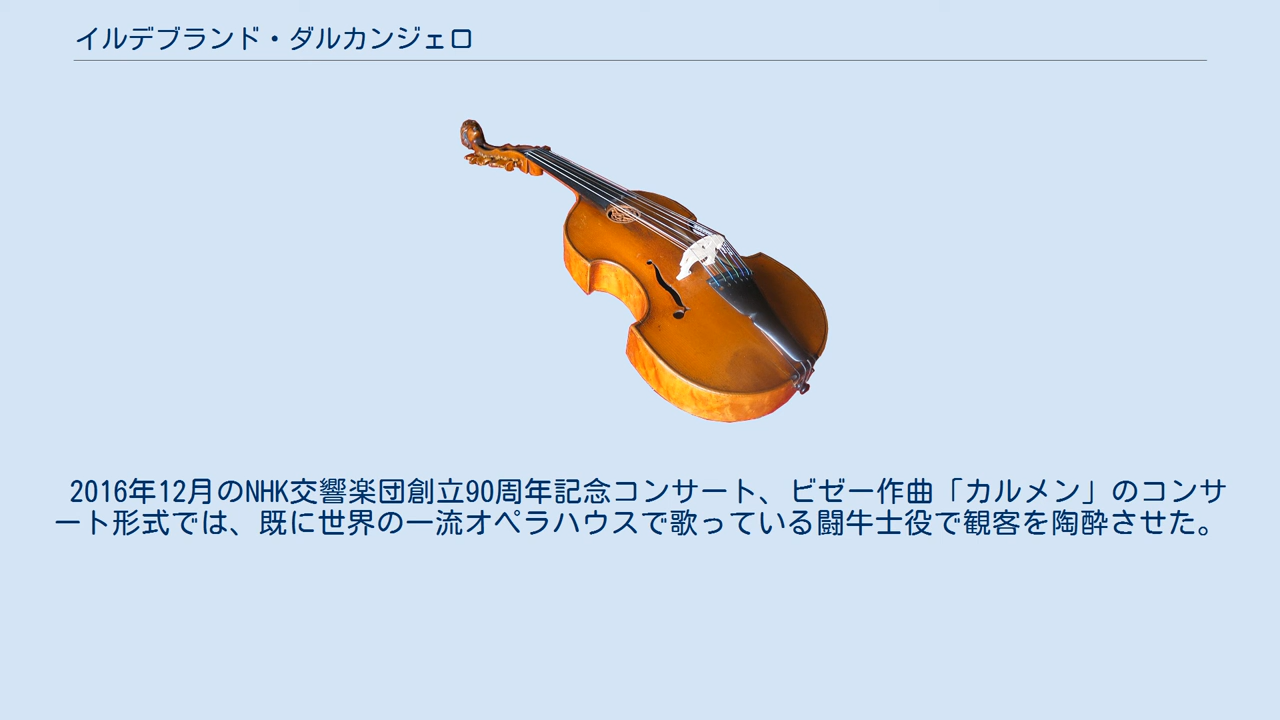 イルデブランド・ダルカンジェロ
2016年12月のNHK交響楽団創立90周年記念コンサート、ビゼー作曲「カルメン」のコンサ
ート形式では、既に世界の一流オペラハウスで歌っている闘牛士役で観客を陶酔させた。